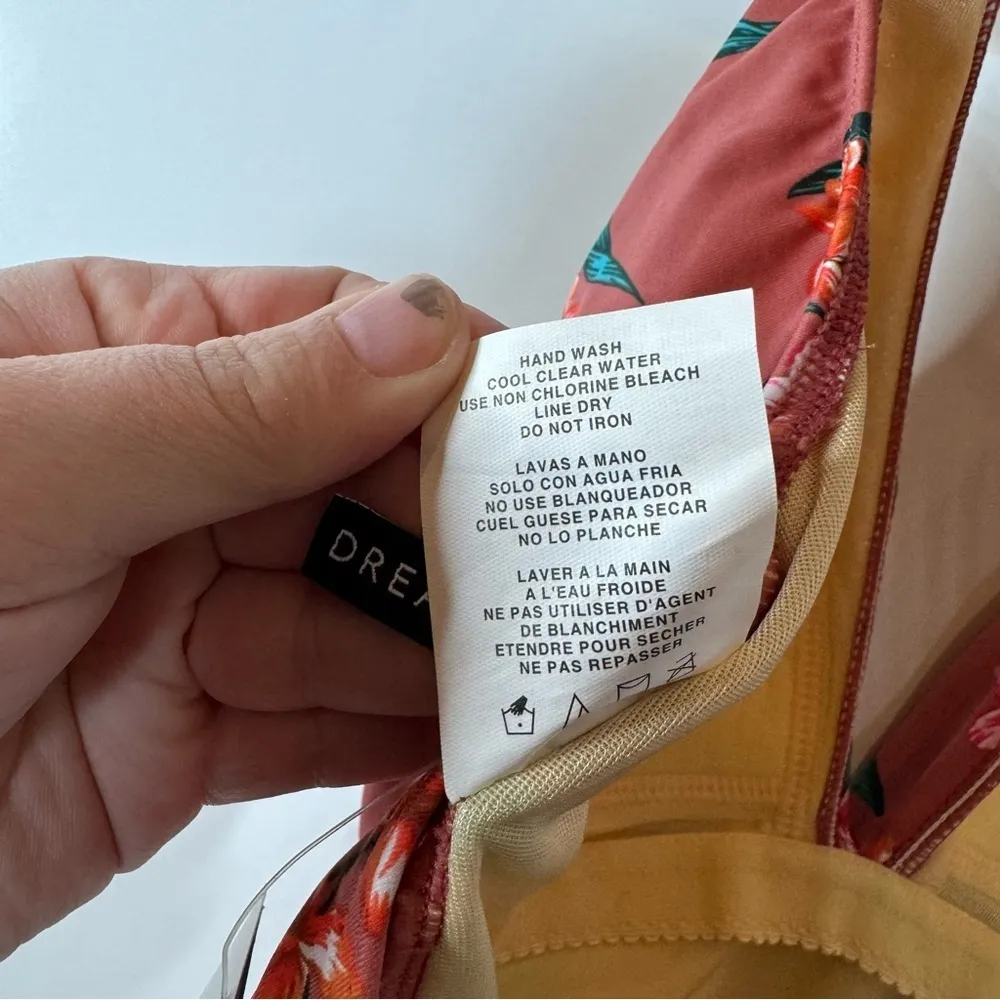 HAND WASH
COOL CLEAR WATER
USE NON CHLORINE BLEACH
LINE DRY
DO NOT IRON
LAVAS A MANO
SOLO CON AGUA FRIA
NO USE BLANQUEADOR
CUEL GUESE PARA SECAR
NO LO PLANCHE
LAVER A LA MAIN
A L'EAU FROIDE
NE PAS UTILISER D'AGENT
DE BLANCHIMENT
ETENDRE POUR SECHER
NE PAS REPASSER
DREA